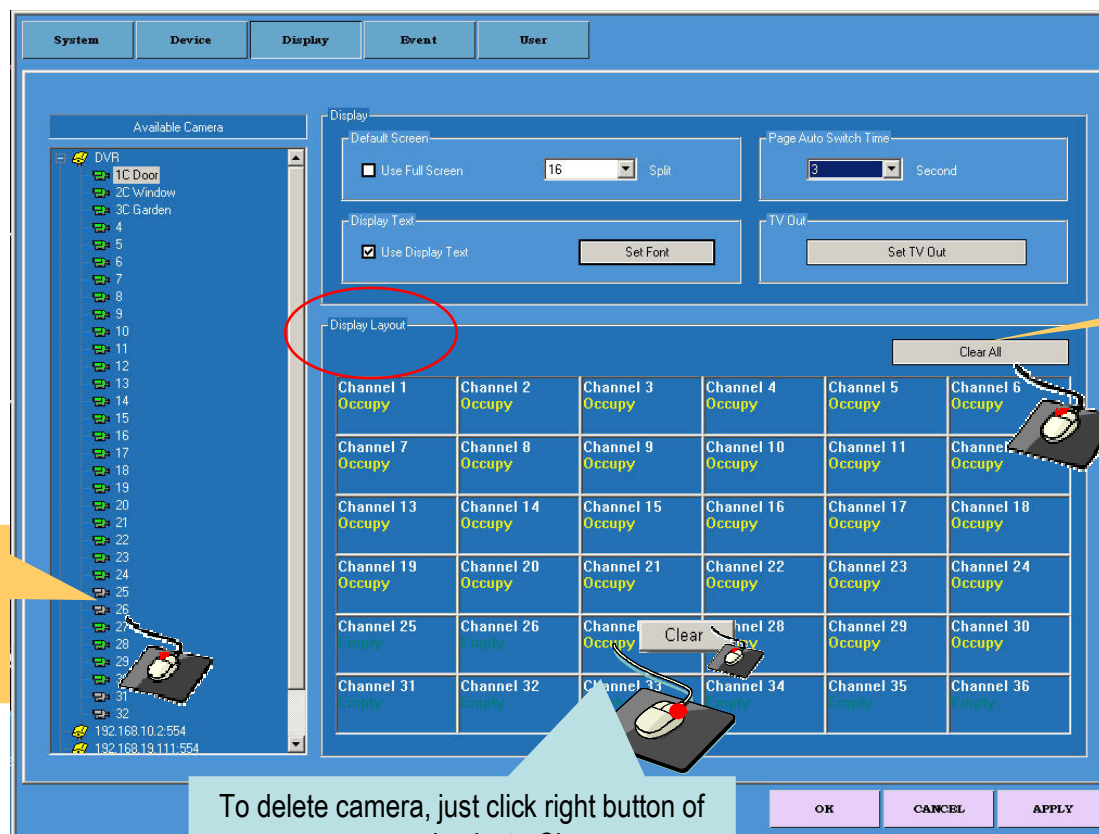 System Device Display Event User
Available Camera
DVR
1C Door
2C Window
3C Garden
4
5
6
7
8
9
10
11
12
13
14
15
16
17
18
19
20
21
22
23
24
25
26
27
28
29
31
32
192.168.10.2:554
192.168.19.111:554
Display
Default Screen
Use Full Screen 16 Split
Page Auto Switch Time
3 Second
Display Text
Use Display Text Set Font
TV Out
Set TV Out
Display Layout
Clear All
Channel 1 Channel 2 Channel 3 Channel 4 Channel 5 Channel 6
Occupy Occupy Occupy Occupy Occupy Occupy
Channel 7 Channel 8 Channel 9 Channel 10 Channel 11
Occupy Occupy Occupy Occupy Occupy Occupy
Channel 13 Channel 14 Channel 15 Channel 16 Channel 17 Channel 18
Occupy Occupy Occupy Occupy Occupy Occupy
Channel 19 Channel 20 Channel 21 Channel 22 Channel 23 Channel 24
Occupy Occupy Occupy Occupy Occupy Occupy
Channel 25 Channel 26 Clear 28 Channel 29 Channel 30
Empty Empty Occupy Occupy Occupy
Channel 31 Channel 32 Channel 33 Channel 34 Channel 35 Channel 36
Empty Empty Empty Empty Empty
To delete camera, just click right button of
OK CANCEL APPLY